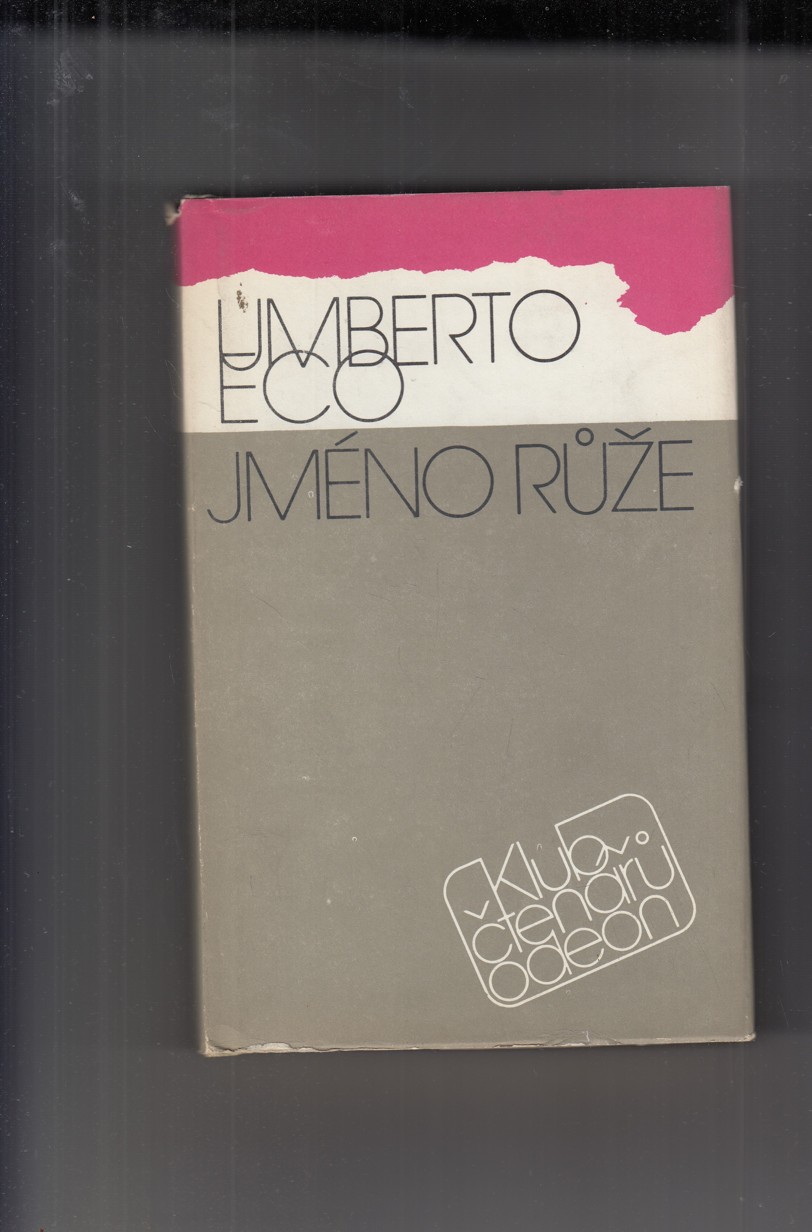 UMBERTO
ECO
JMÉNO RŮŽE
Klub
čtenářů
odeon